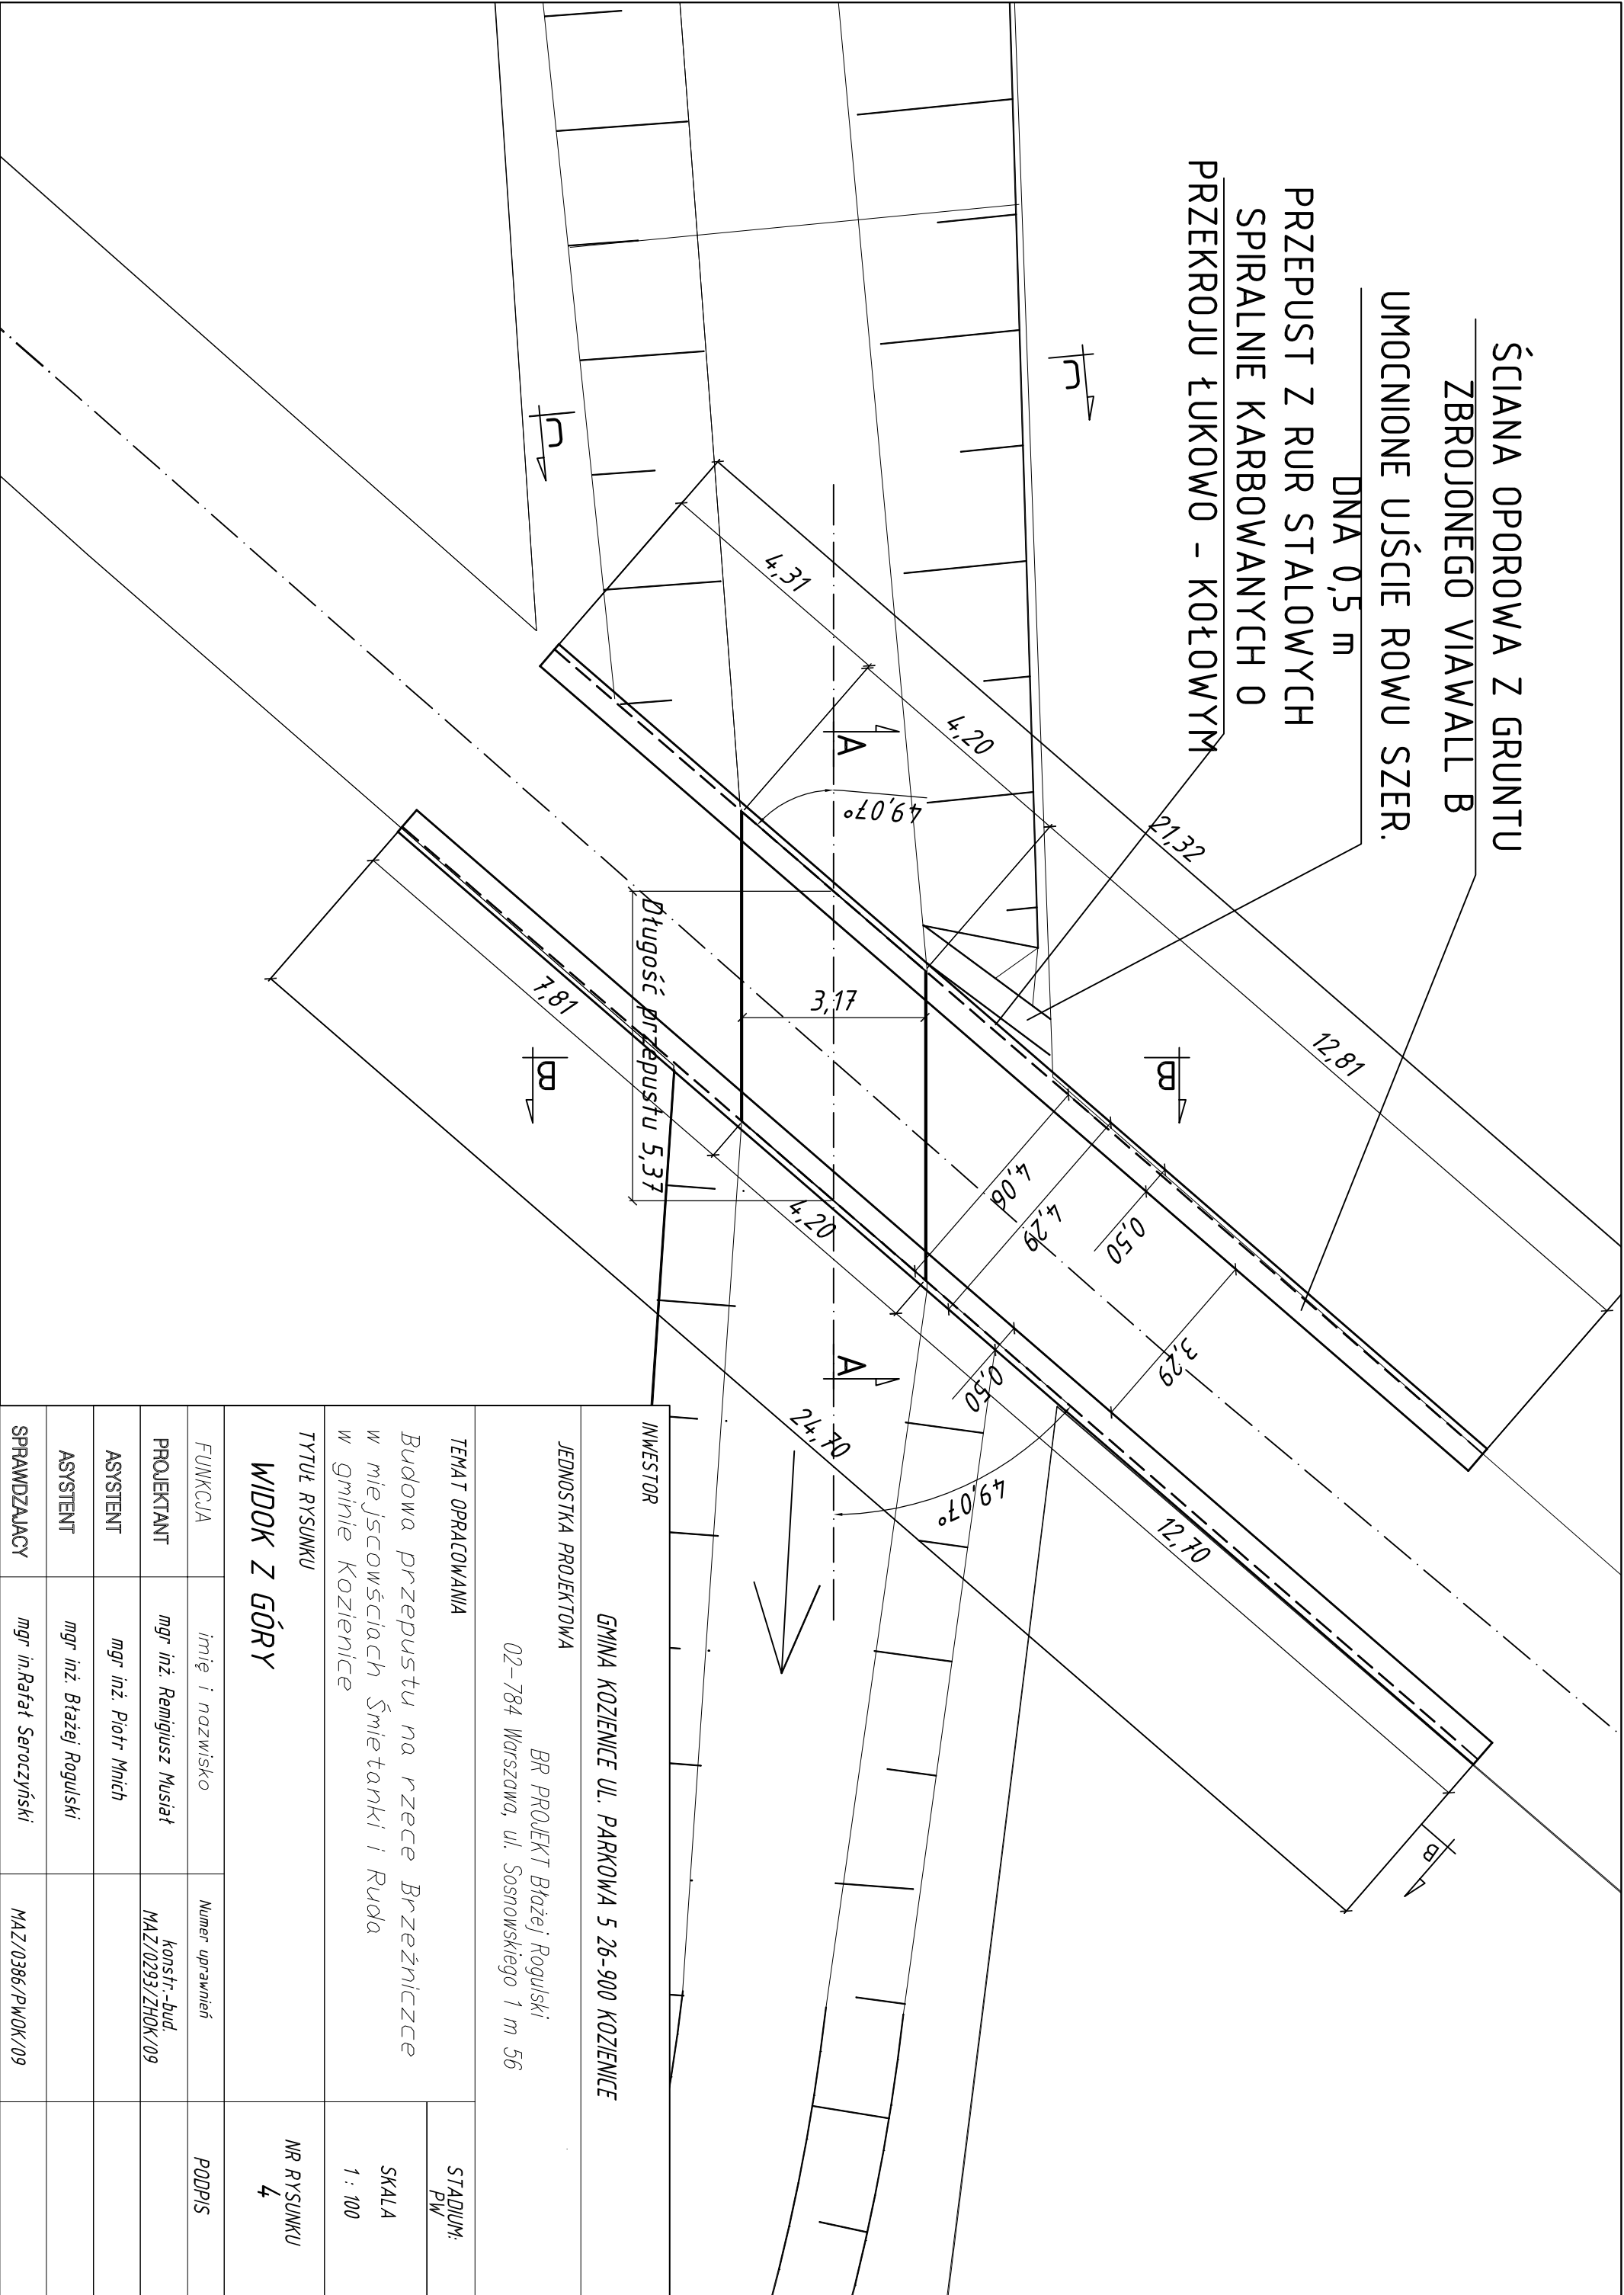 ŚCIANA OPOROWA Z GRUNTU
ZBROJONEGO VIAWALL B
UMOCNIONE UJŚCIE ROWU SZER.
DNA 0,5 m
PRZEPUST Z RUR STALOWYCH
SPIRALNIE KARBOWANYCH O
PRZEKROJU ŁUKOWO - KOŁOWYM
C
C
4,31
4,20
21,32
12,81
A
49,07°
3,17
Długość przepustu 5,37
7,81
B
B
4,06
4,29
0,50
3,29
4,20
0,50
A
24,70
49,07°
12,70
B
INWESTOR
GMINA KOZIENICE UL. PARKOWA 5 26-900 KOZIENICE
JEDNOSTKA PROJEKTOWA
BR PROJEKT Błażej Rogulski
02-784 Warszawa, ul. Sosnowskiego 1 m 56
TEMAT OPRACOWANIA
Budowa przepustu na rzece Brzeźniczce
w miejscowościach Śmietanki i Ruda
w gminie Kozienice
STADIUM:
PW
SKALA
1 : 100
TYTUŁ RYSUNKU
WIDOK Z GÓRY
NR RYSUNKU
4
FUNKCJA imię i nazwisko Numer uprawnień PODPIS
PROJEKTANT mgr inż. Remigiusz Musiał konstr.-bud.
MAZ/0293/ZHOK/09
ASYSTENT mgr inż. Piotr Mnich
ASYSTENT mgr inż. Błażej Rogulski
SPRAWDZAJACY mgr in.Rafał Seroczyński MAZ/0386/PWOK/09